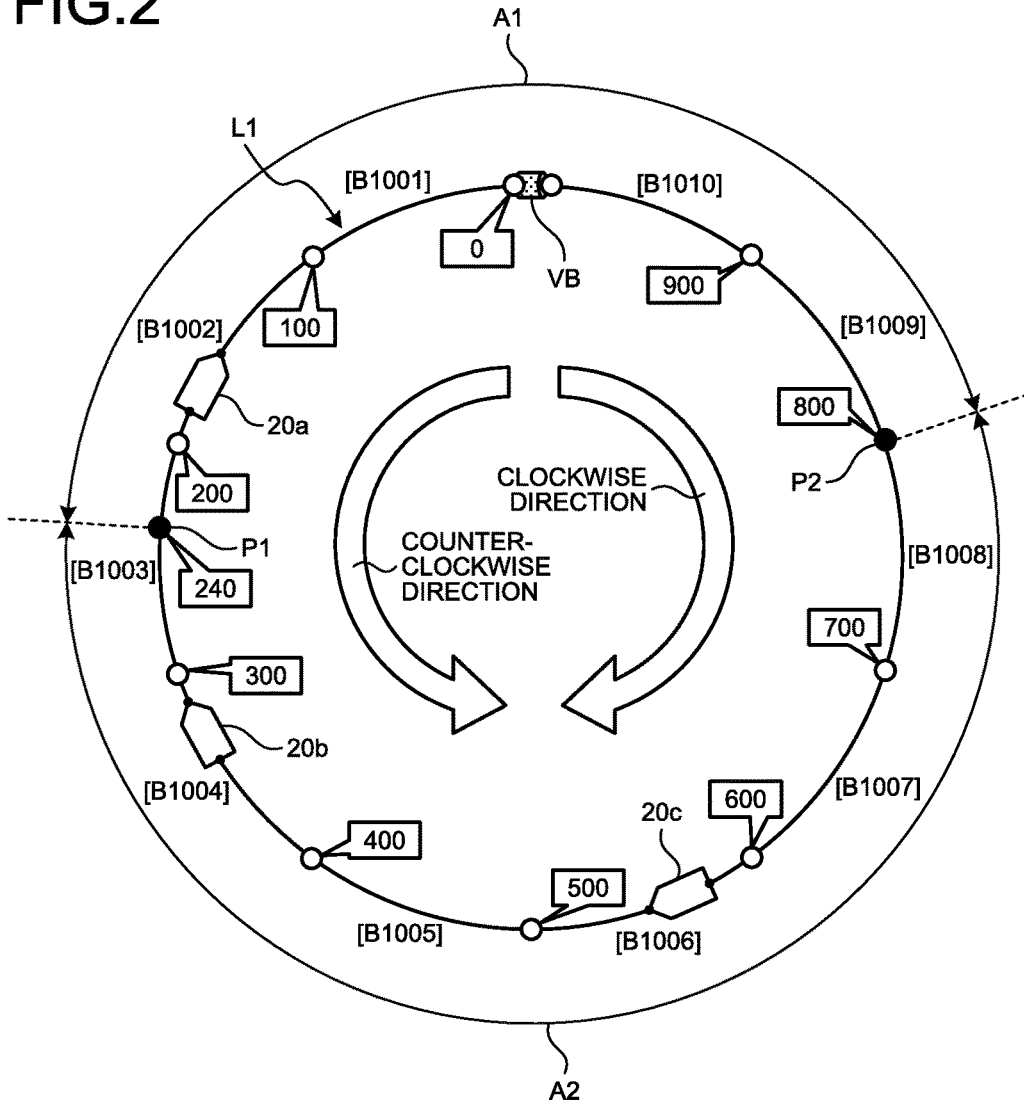 FIG.2
A1
L1
[B1001]
[B1010]
0
VB
900
100
[B1002]
[B1009]
800
20a
CLOCKWISE
DIRECTION
P2
200
P1
COUNTER-
CLOCKWISE
DIRECTION
[B1003]
[B1008]
240
700
300
20b
[B1004]
[B1007]
600
20c
400
500
[B1005]
[B1006]
A2